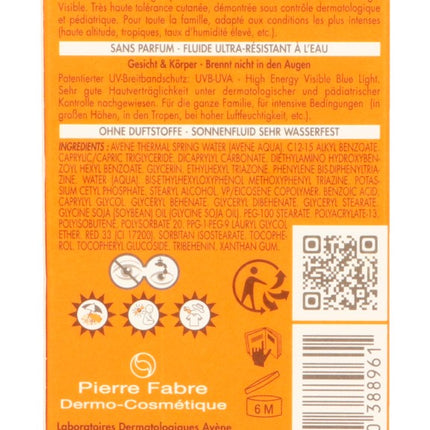 Visible. Très haute tolérance cutanée, démontrée sous contrôle dermatologique
et pédiatrique. Pour toute la famille, adapté aux conditions les plus intenses
(haut altitude, tropiques, taux d'humidité élevé, etc.).
SANS PARFUM - FLUIDE ULTRA-RÉSISTANT À L'EAU
Gesicht & Körper - Brennt nicht in den Augen
Patentierter UV-Breitbandschutz: UVB-UVA - High Energy Visible Blue Light.
Sehr gute Hautverträglichkeit unter dermatologischer und pädiatrischer
Kontrolle nachgewiesen. Für die ganze Familie, für intensive Bedingungen (in
großen Höhen, in den Tropen, bei hoher Luftfeuchtigkeit, etc.).
OHNE DUFTSTOFFE - SONNENFLUID SEHR WASSERFEST
INGREDIENTS: AVENE THERMAL SPRING WATER (AVENE AQUA). C12-15 ALKYL BENZOATE.
CAPRYLIC/CAPRIC TRIGLYCERIDE. DICAPRYLYL CARBONATE. DIETHYLAMINO HYDROXYBEN-
ZOYL HEXYL BENZOATE. GLYCERIN. ETHYLHEXYL TRIAZONE. PHENYLENE BIS-DIPHENYLTRIA-
ZINE. WATER (AQUA). BIS-ETHYLHEXYLOXYPHENOL METHOXYPHENYL TRIAZINE. POTAS-
SIUM CETYL PHOSPHATE. STEARYL ALCOHOL. VP/EICOSENE COPOLYMER. BENZOIC ACID.
CAPRYLYL GLYCOL. DISODIUM EDTA. GLYCERYL BEHENATE. GLYCERYL DIBEHENATE. GLYCERYL STEARATE.
GLYCINE SOJA (SOYBEAN) OIL (GLYCINE SOJA OIL). PEG-100 STEARATE. POLYACRYLATE-13.
POLYISOBUTENE. POLYSORBATE 20. PPG-1-PEG-9 LAURYL GLYCOL
ETHER. RED 33 (CI 17200). SORBITAN ISOSTEARATE. TOCOPHE-
ROL. TOCOPHERYL GLUCOSIDE. TRIBEHENIN. XANTHAN GUM.
0388961
6 M
Pierre Fabre
Dermo-Cosmétique
Laboratoires Dermatologiques Avène